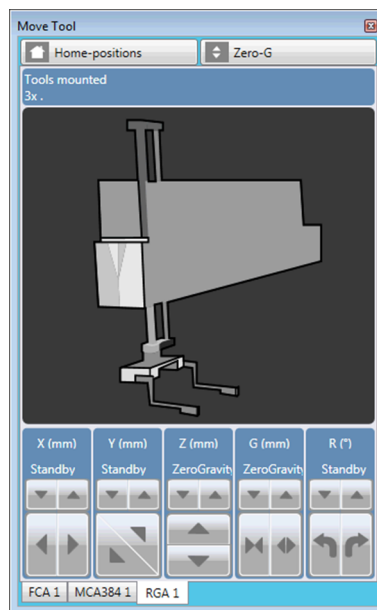 Move Tool
Home-positions
Zero-G
Tools mounted
3x .
X (mm) Y (mm) Z (mm) G (mm) R (°)
Standby Standby ZeroGravity ZeroGravity Standby
FCA 1 MCA384 1 RGA 1